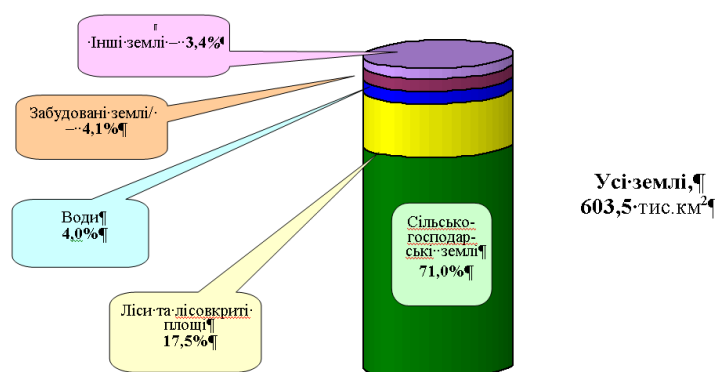 Інші землі – 3,4%
Забудовані землі/
– 4,1%
Води
4,0%
Ліси та лісовкриті
площі
17,5%
Сільсько-
господар-
ські землі
71,0%
Усі землі,
603,5 тис.км²